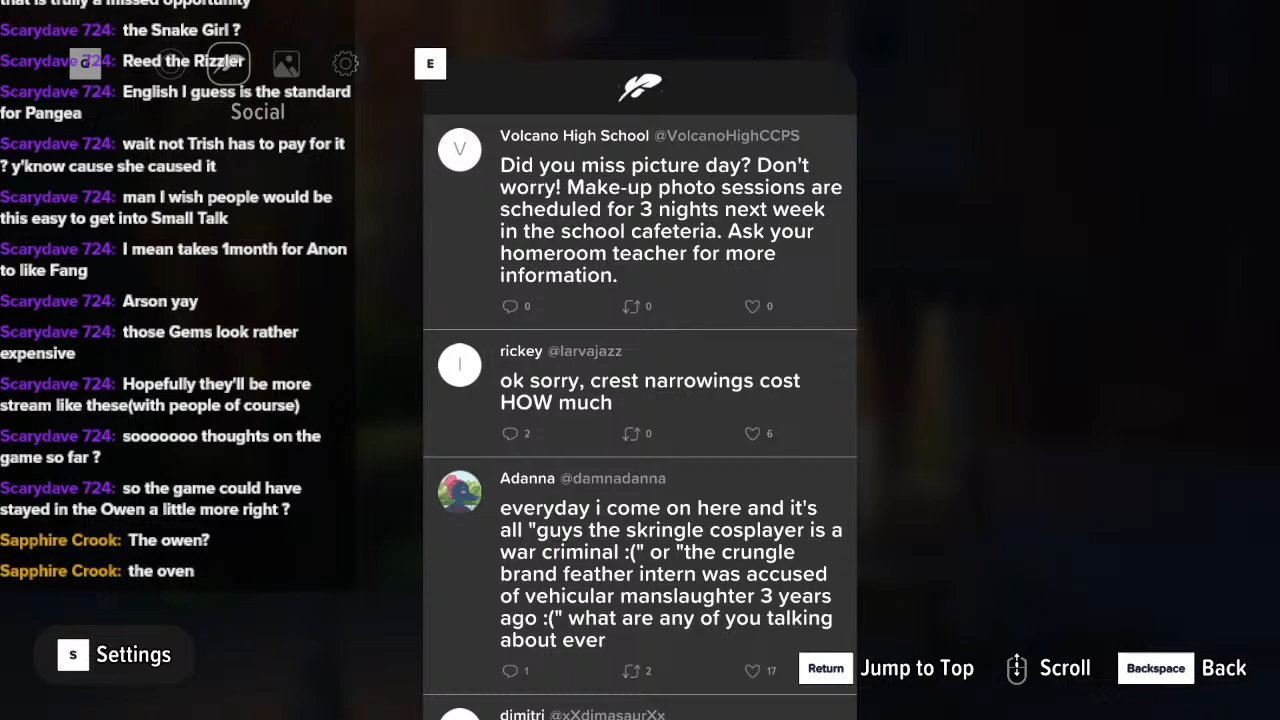 that is truly a missed opportunity
Scarydave 724: the Snake Girl ?
Scarydave 724: Reed the Rizzler
Scarydave 724: English I guess is the standard
for Pangea
Scarydave 724: wait not Trish has to pay for it
? y'know cause she caused it
Scarydave 724: man I wish people would be
this easy to get into Small Talk
Scarydave 724: I mean takes 1month for Anon
to like Fang
Scarydave 724: Arson yay
Scarydave 724: those Gems look rather
expensive
Scarydave 724: Hopefully they'll be more
stream like these(with people of course)
Scarydave 724: sooooooo thoughts on the
game so far ?
Scarydave 724: so the game could have
stayed in the Owen a little more right ?
Sapphire Crook: The owen?
Sapphire Crook: the oven
Social
S Settings
E
V
Volcano High School @VolcanoHighCCPS
Did you miss picture day? Don't
worry! Make-up photo sessions are
scheduled for 3 nights next week
in the school cafeteria. Ask your
homeroom teacher for more
information.
0 0 0
l
rickey @larvajazz
ok sorry, crest narrowings cost
HOW much
2 0 6
Adanna @damnadanna
everyday i come on here and it's
all "guys the skringle cosplayer is a
war criminal :(" or "the crungle
brand feather intern was accused
of vehicular manslaughter 3 years
ago :(" what are any of you talking
about ever
1 2 17
dimitri @xXdimasaurXx
Return Jump to Top
Scroll
Backspace Back